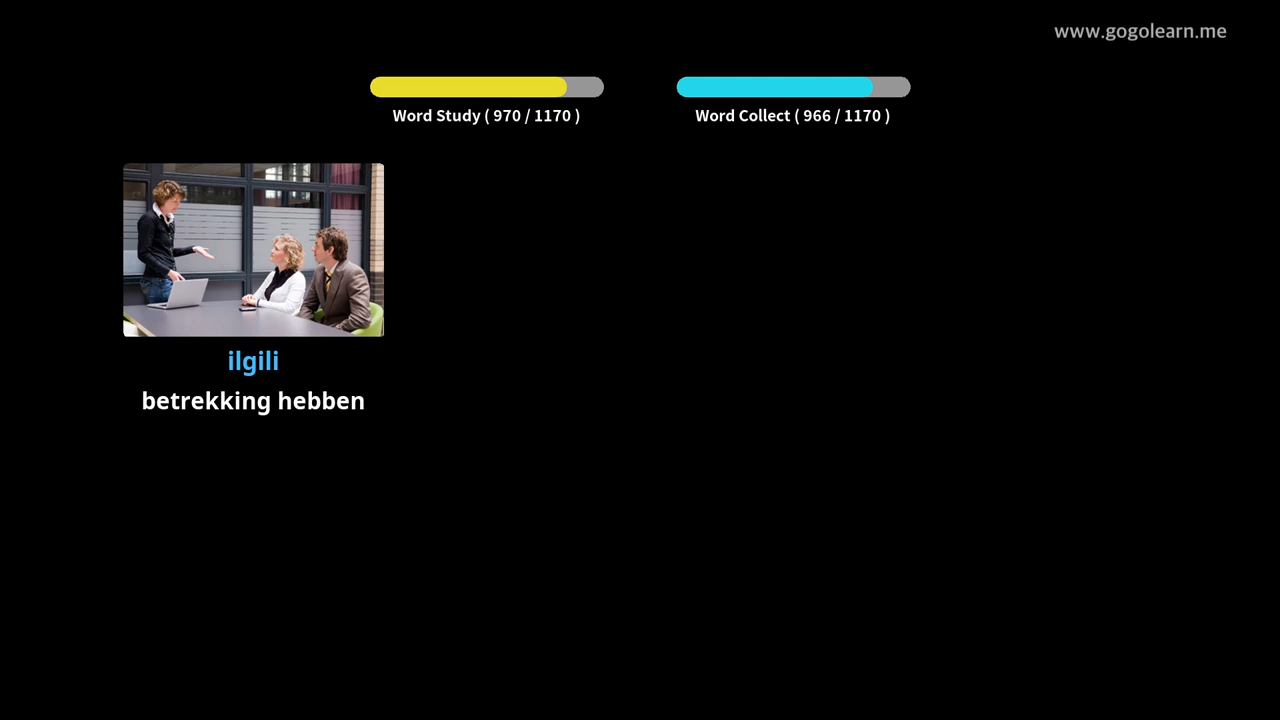 www.gogolearn.me
Word Study ( 970 / 1170 )
Word Collect ( 966 / 1170 )
ilgili
betrekking hebben